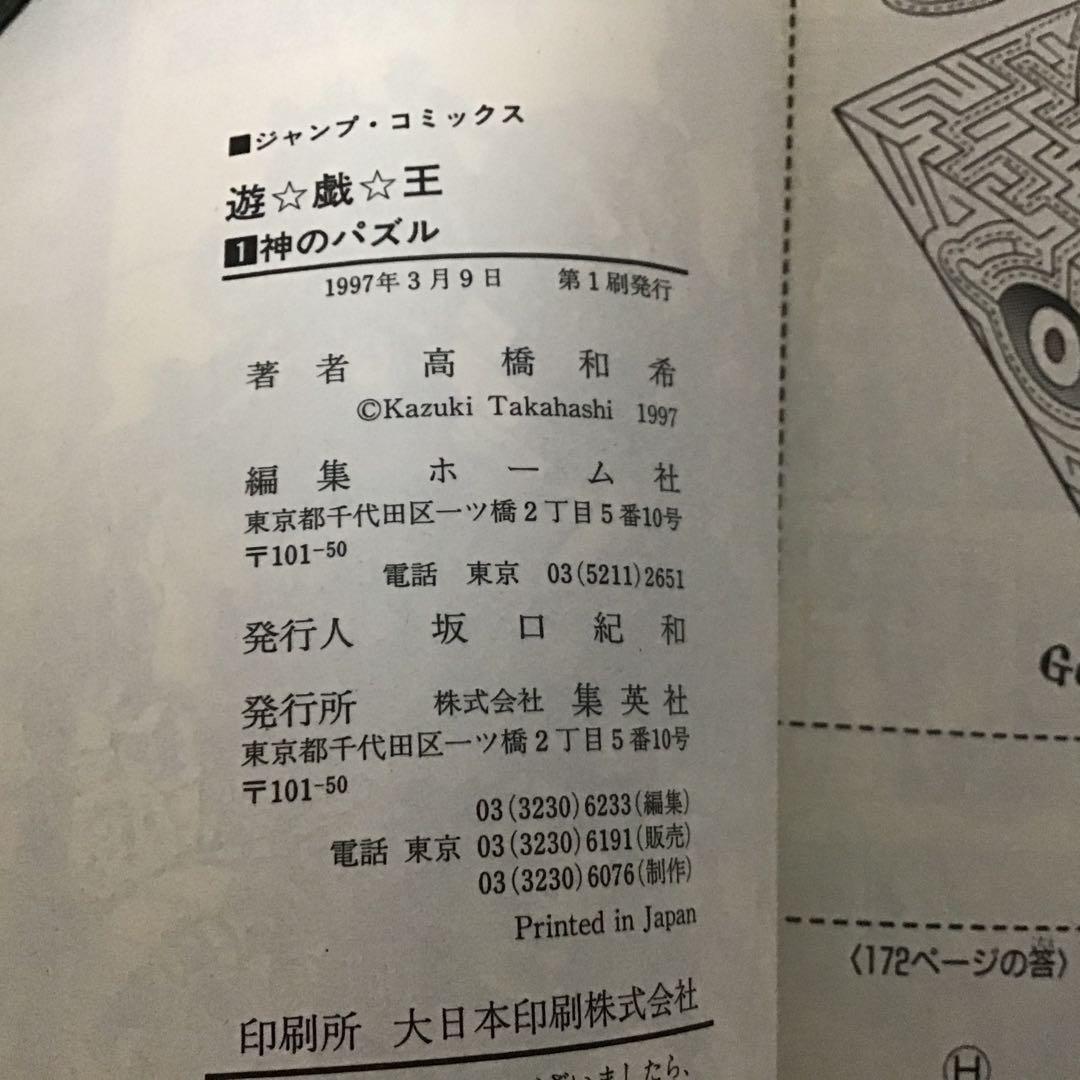 ■ジャンプ・コミックス
遊☆戯☆王
1神のパズル
1997年3月9日　第1刷発行
著者　高橋和希
©Kazuki Takahashi 1997
編集　ホーム社
東京都千代田区一ツ橋2丁目5番10号
〒101-50
電話　東京　03(5211)2651
発行人　坂口紀和
発行所　株式会社 集英社
東京都千代田区一ツ橋2丁目5番10号
〒101-50
03(3230)6233(編集)
電話 東京 03(3230)6191(販売)
03(3230)6076(制作)
Printed in Japan
印刷所　大日本印刷株式会社
いましたら、
〈172ページの答〉
H